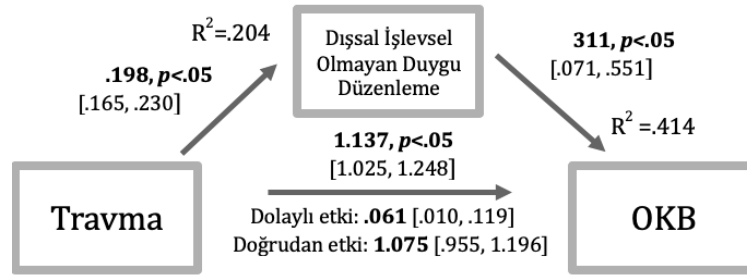 R²=.204
Dışsal İşlevsel
Olmayan Duygu
Düzenleme
311, p<.05
[.071, .551]
.198, p<.05
[.165, .230]
R² =.414
1.137, p<.05
[1.025, 1.248]
Travma
OKB
Dolaylı etki: .061 [.010, .119]
Doğrudan etki: 1.075 [.955, 1.196]